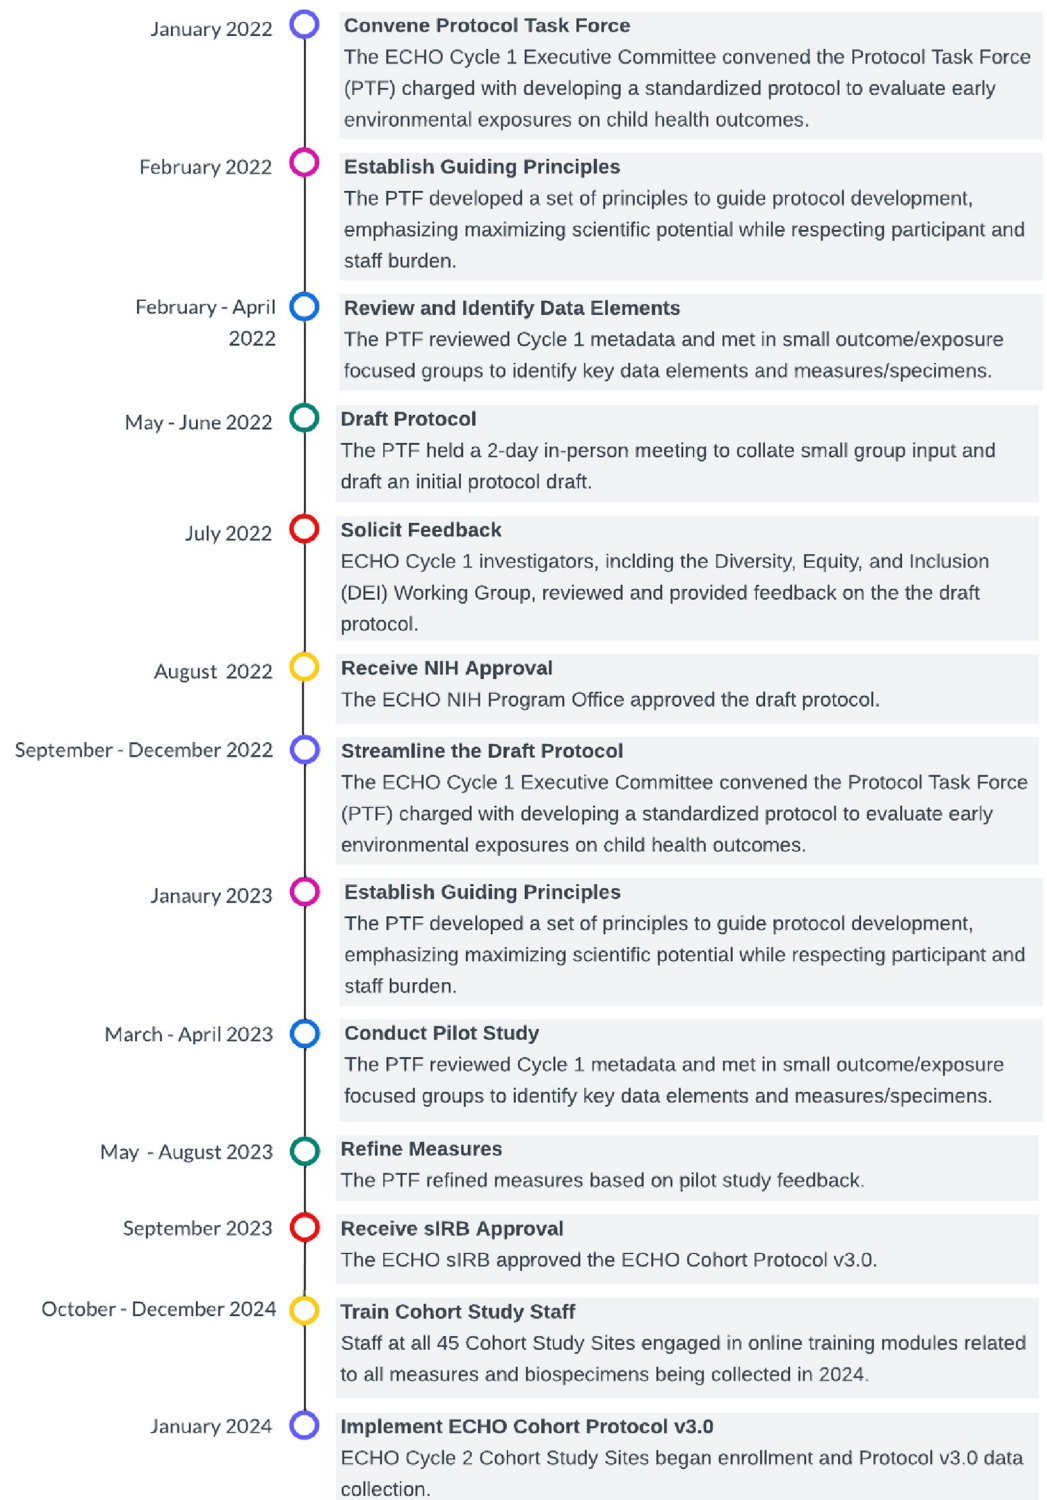 January 2022
Convene Protocol Task Force
The ECHO Cycle 1 Executive Committee convened the Protocol Task Force
(PTF) charged with developing a standardized protocol to evaluate early
environmental exposures on child health outcomes.
February 2022
Establish Guiding Principles
The PTF developed a set of principles to guide protocol development,
emphasizing maximizing scientific potential while respecting participant and
staff burden.
February - April
2022
Review and Identify Data Elements
The PTF reviewed Cycle 1 metadata and met in small outcome/exposure
focused groups to identify key data elements and measures/specimens.
May - June 2022
Draft Protocol
The PTF held a 2-day in-person meeting to collate small group input and
draft an initial protocol draft.
July 2022
Solicit Feedback
ECHO Cycle 1 investigators, inclding the Diversity, Equity, and Inclusion
(DEI) Working Group, reviewed and provided feedback on the the draft
protocol.
August 2022
Receive NIH Approval
The ECHO NIH Program Office approved the draft protocol.
September - December 2022
Streamline the Draft Protocol
The ECHO Cycle 1 Executive Committee convened the Protocol Task Force
(PTF) charged with developing a standardized protocol to evaluate early
environmental exposures on child health outcomes.
Janaury 2023
Establish Guiding Principles
The PTF developed a set of principles to guide protocol development,
emphasizing maximizing scientific potential while respecting participant and
staff burden.
March - April 2023
Conduct Pilot Study
The PTF reviewed Cycle 1 metadata and met in small outcome/exposure
focused groups to identify key data elements and measures/specimens.
May - August 2023
Refine Measures
The PTF refined measures based on pilot study feedback.
September 2023
Receive sIRB Approval
The ECHO sIRB approved the ECHO Cohort Protocol v3.0.
October - December 2024
Train Cohort Study Staff
Staff at all 45 Cohort Study Sites engaged in online training modules related
to all measures and biospecimens being collected in 2024.
January 2024
Implement ECHO Cohort Protocol v3.0
ECHO Cycle 2 Cohort Study Sites began enrollment and Protocol v3.0 data
collection.